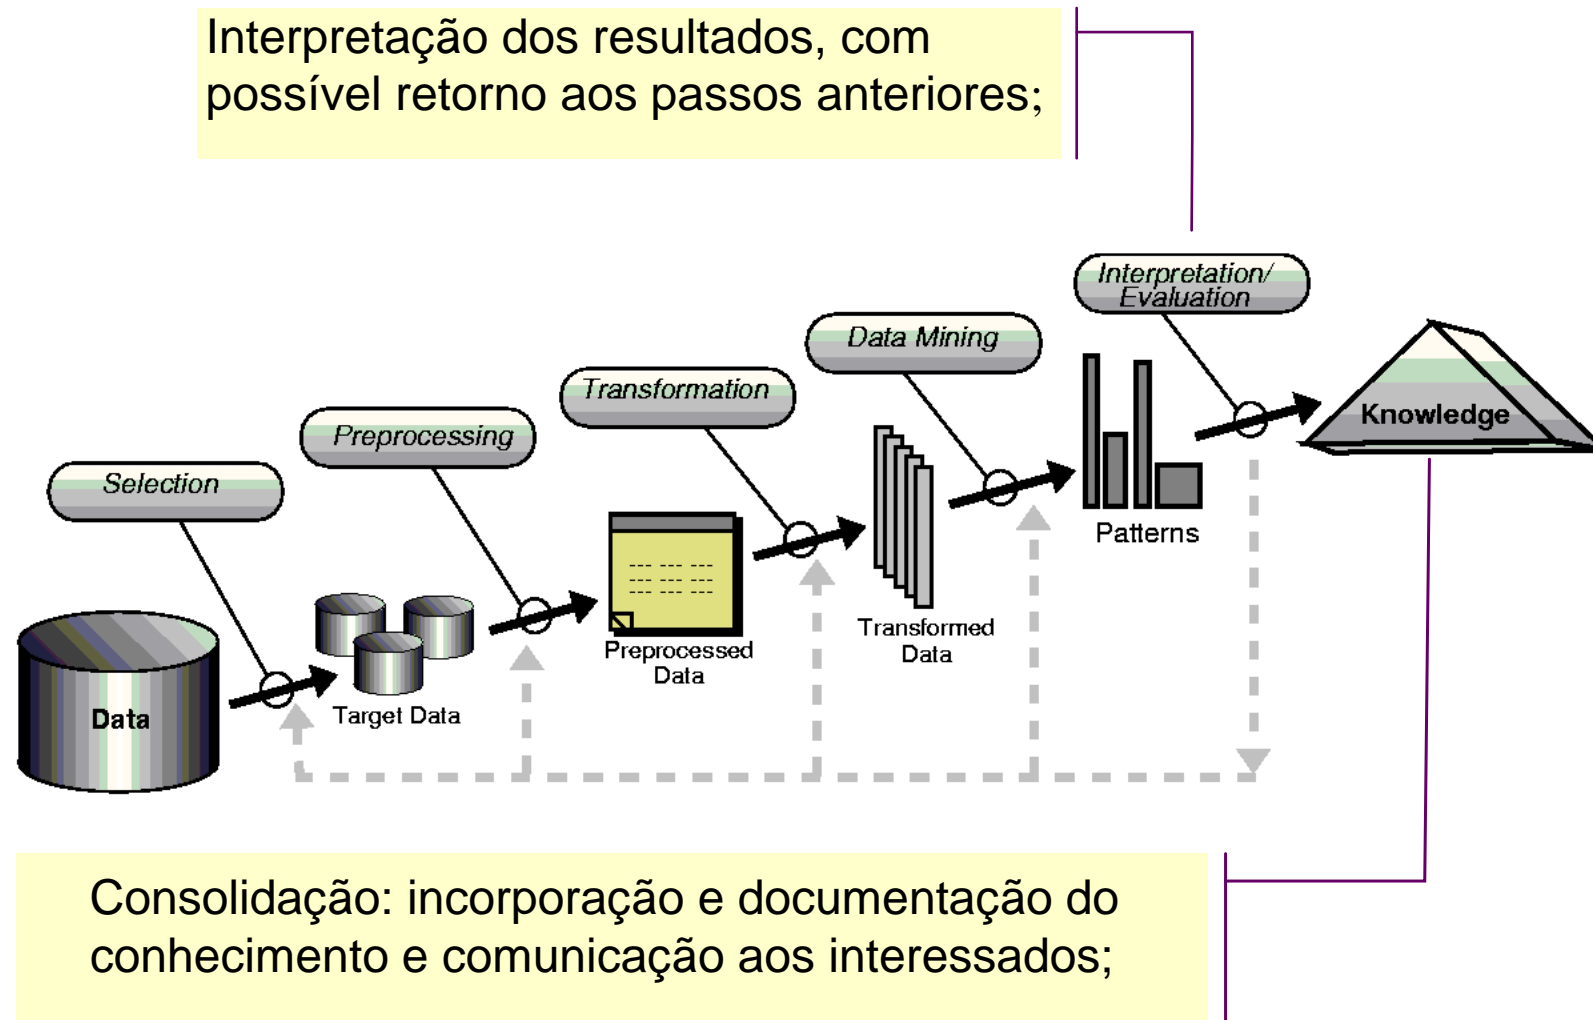 Interpretação dos resultados, com
possível retorno aos passos anteriores;
Interpretation/
Evaluation
Data Mining
Transformation
Preprocessing
Selection
Knowledge
Patterns
Transformed
Data
Preprocessed
Data
Target Data
Data
Consolidação: incorporação e documentação do
conhecimento e comunicação aos interessados;